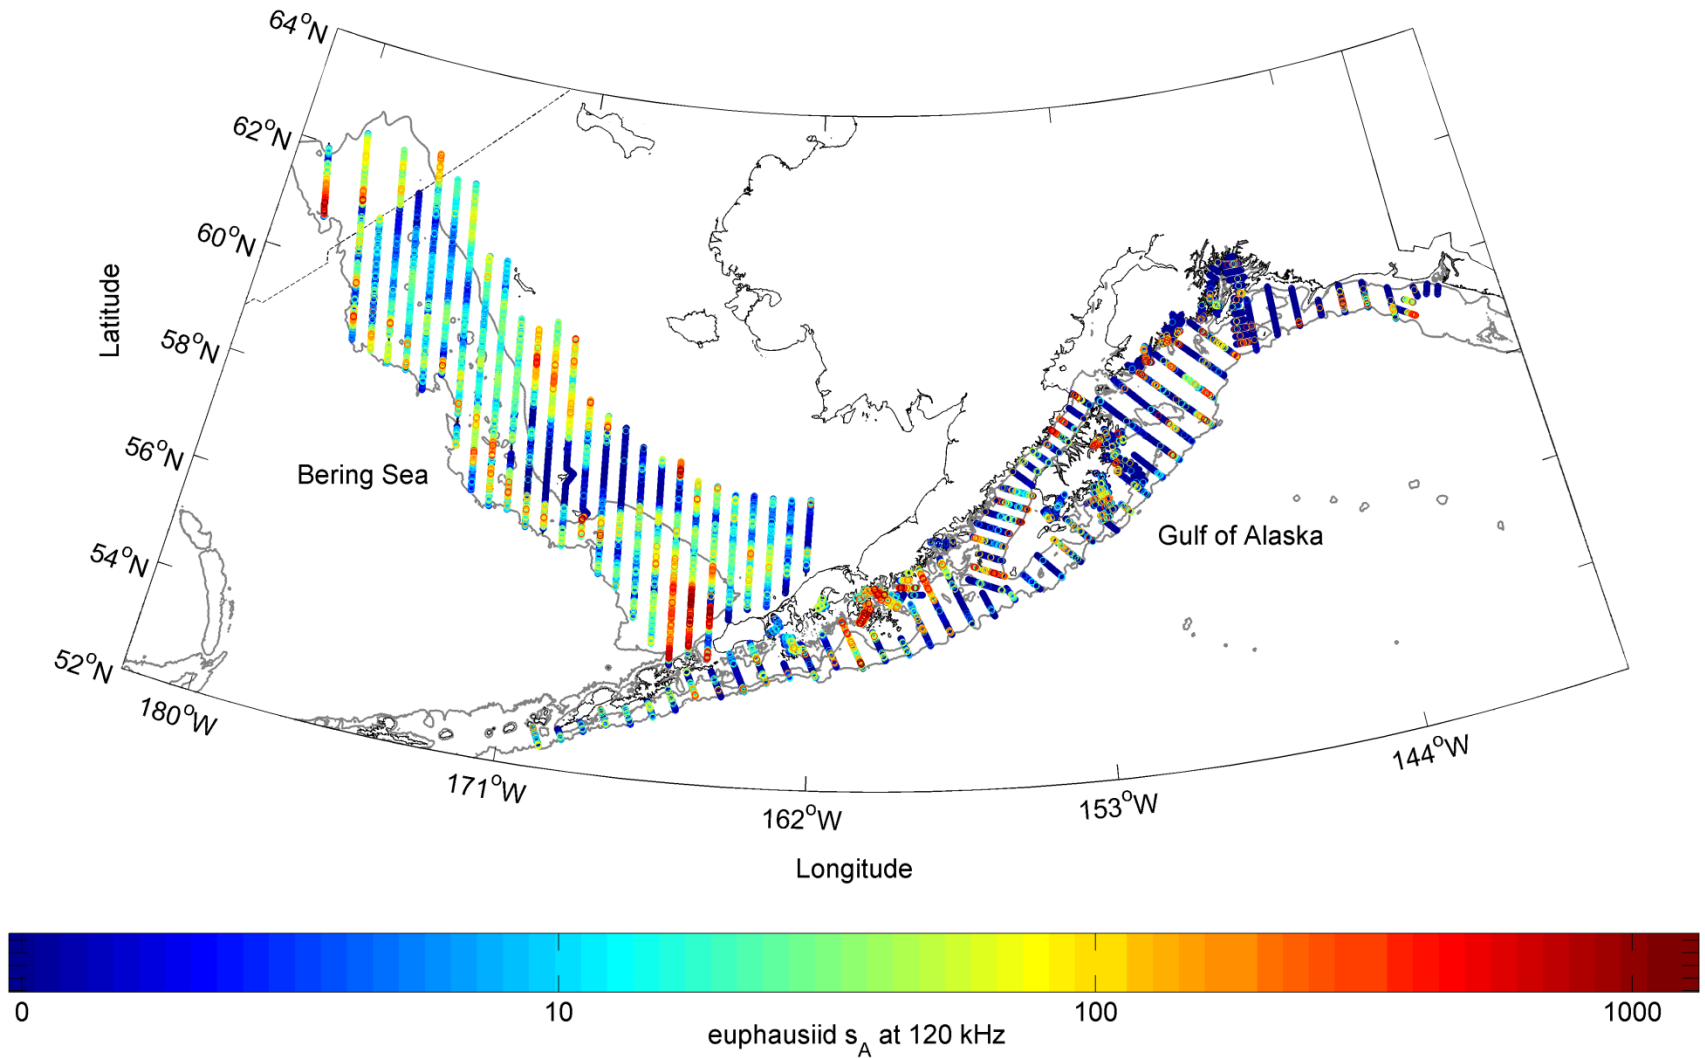 64°N
62°N
60°N
58°N
56°N
54°N
52°N
Latitude
Bering Sea
Gulf of Alaska
180°W
171°W
162°W
153°W
144°W
Longitude
0 10 100 1000
euphausiid s_A at 120 kHz